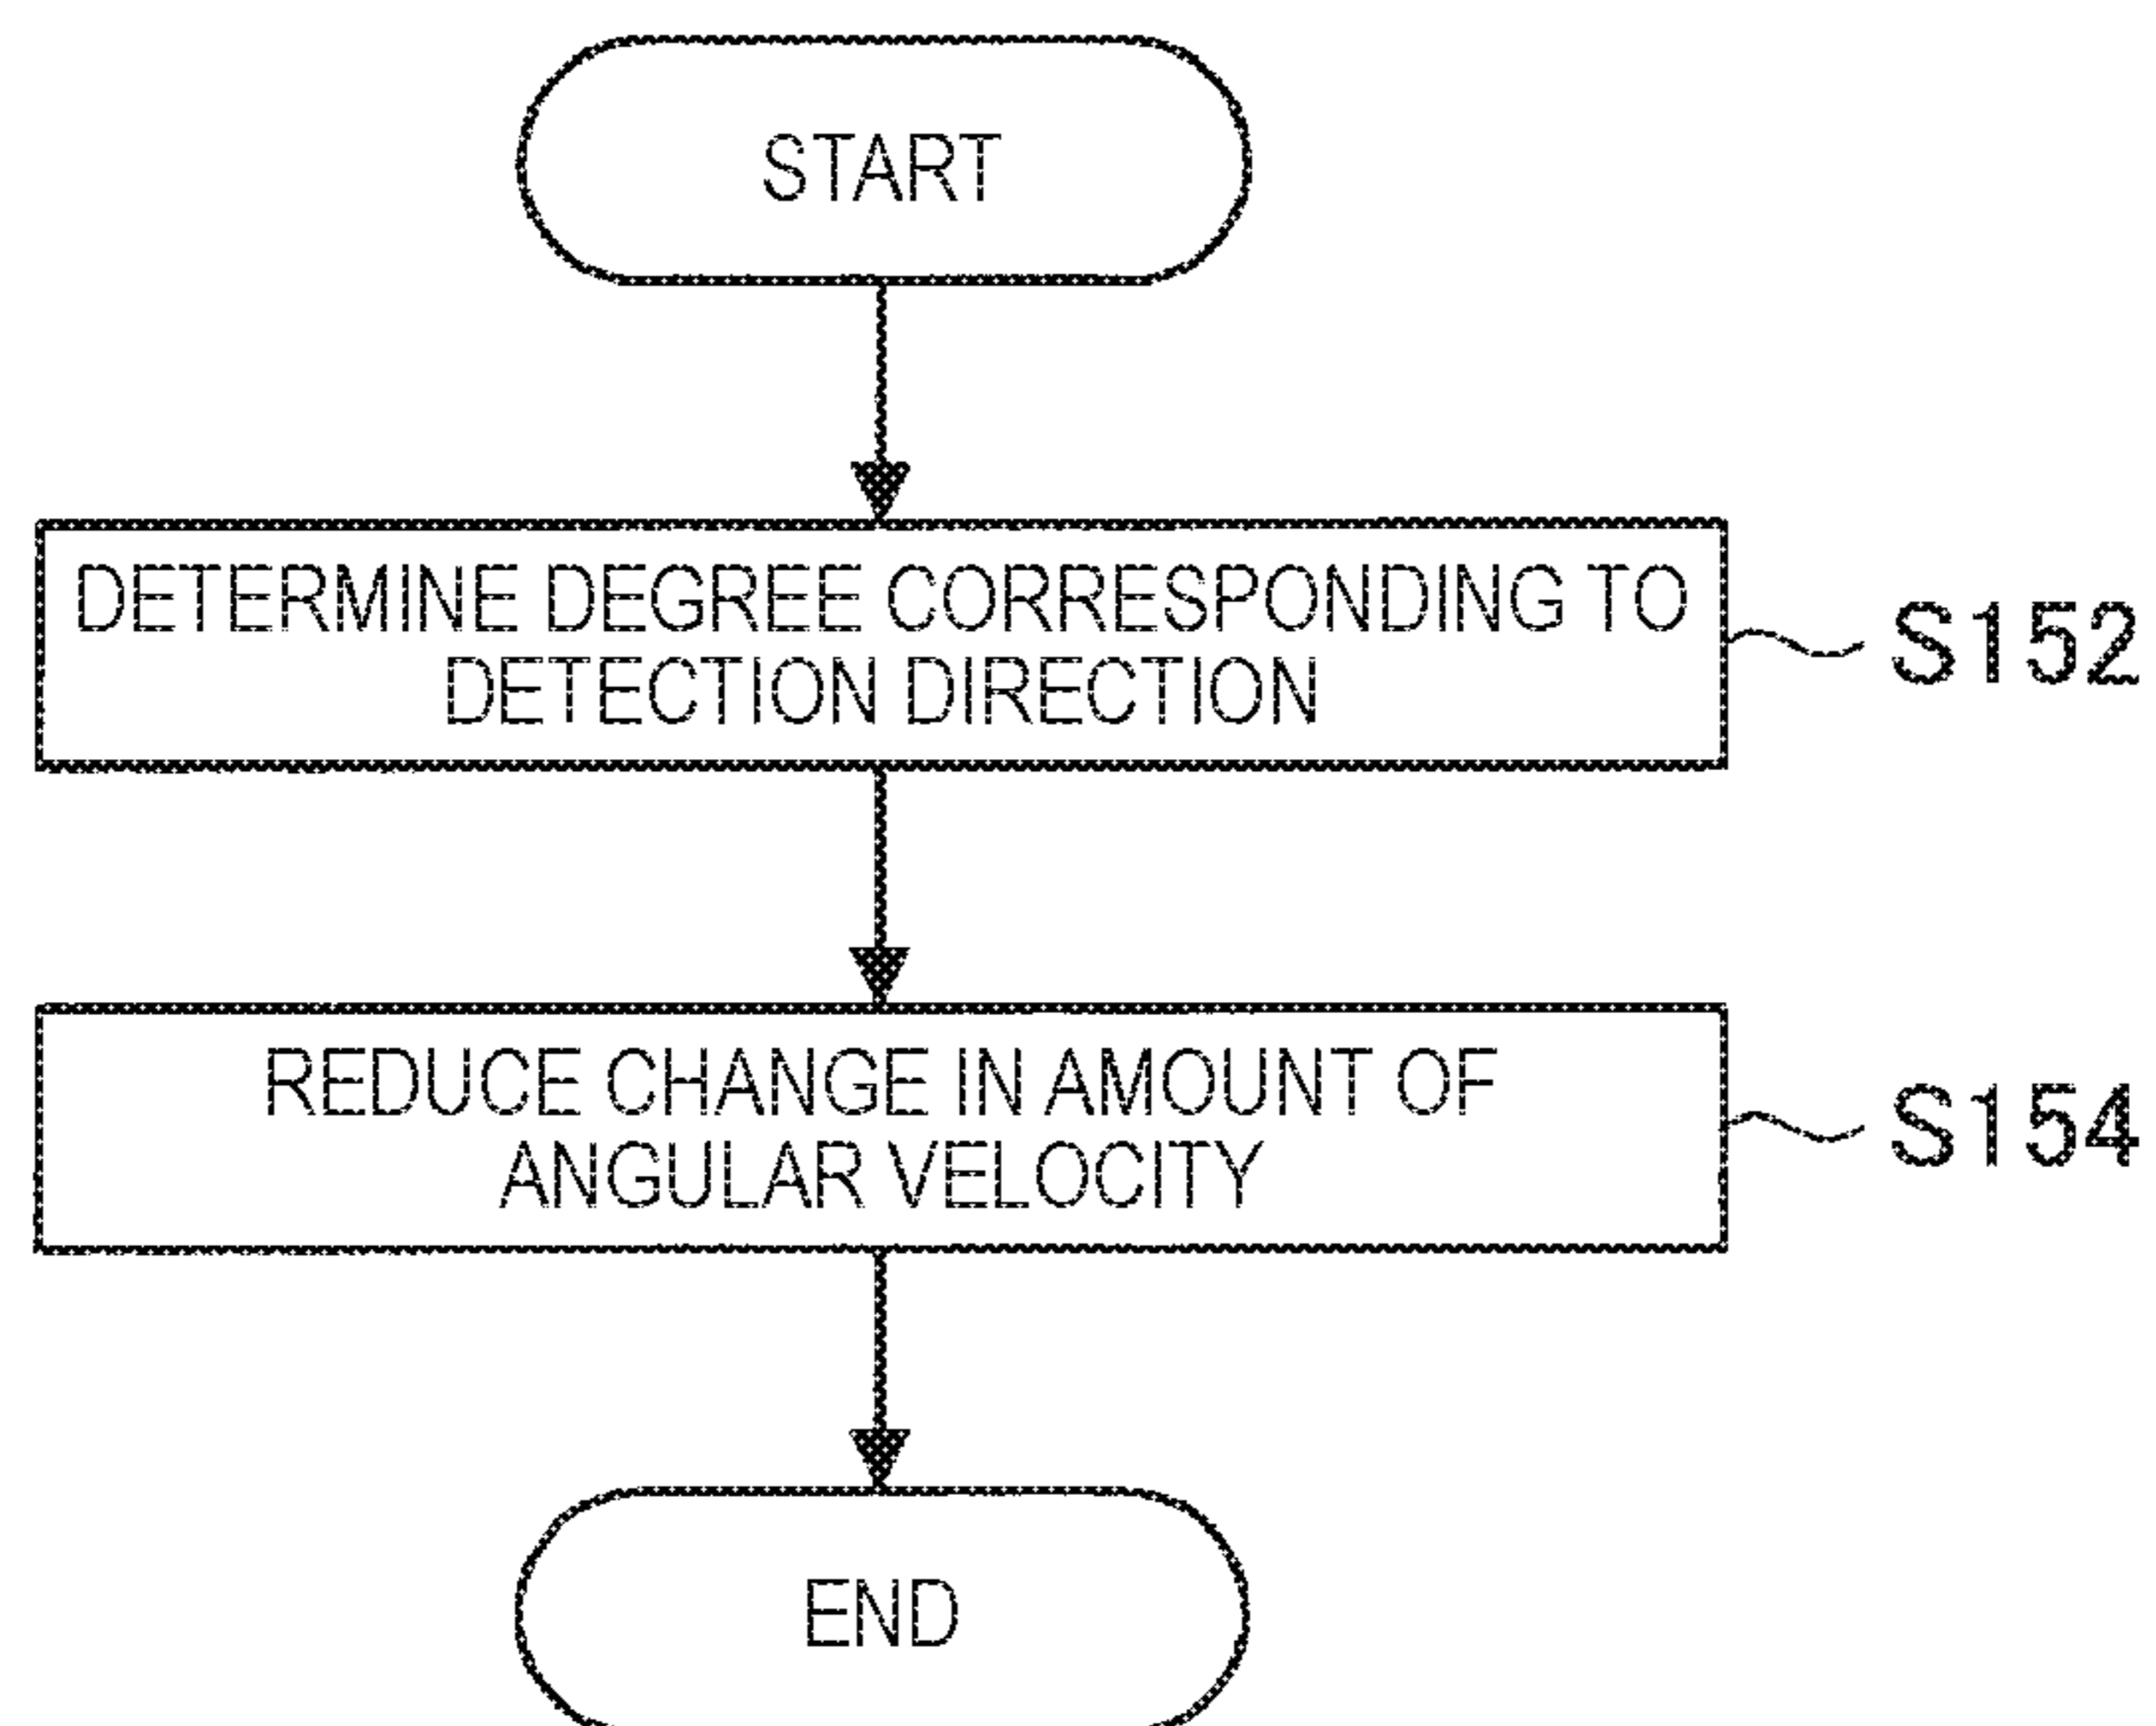 START
DETERMINE DEGREE CORRESPONDING TO
DETECTION DIRECTION
S152
REDUCE CHANGE IN AMOUNT OF
ANGULAR VELOCITY
S154
END